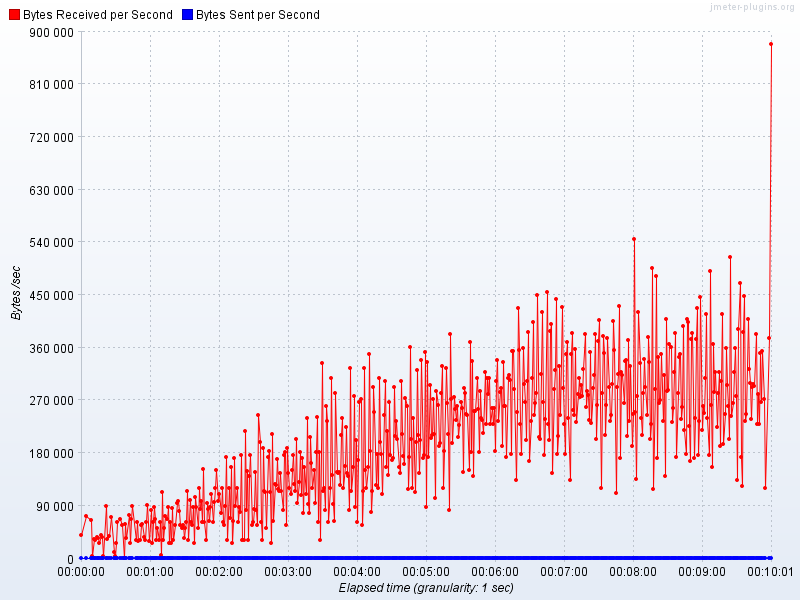 jmeter-plugins.org
Bytes Received per Second Bytes Sent per Second
900 000
810 000
720 000
630 000
540 000
450 000
360 000
270 000
180 000
90 000
0
Bytes /sec
00:00:00 00:01:00 00:02:00 00:03:00 00:04:00 00:05:00 00:06:00 00:07:00 00:08:00 00:09:00 00:10:01
Elapsed time (granularity: 1 sec)